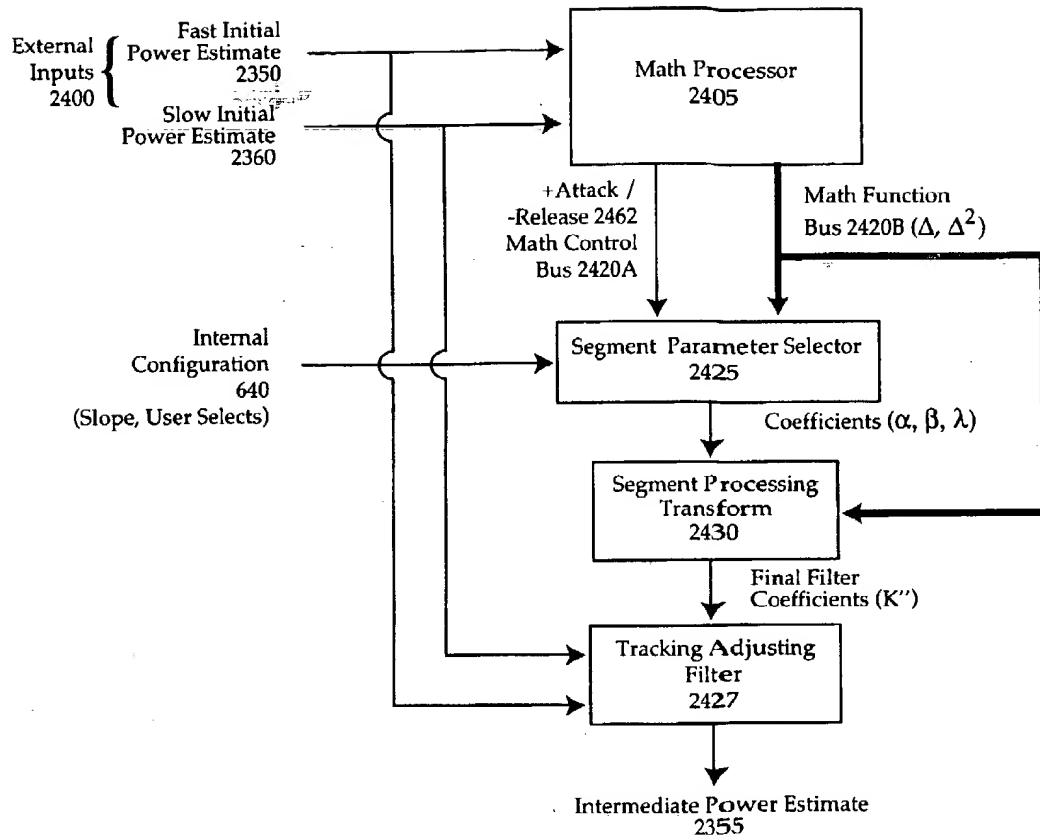 External
Inputs
2400
Fast Initial
Power Estimate
2350
Slow Initial
Power Estimate
2360
Math Processor
2405
+Attack /
-Release 2462
Math Control
Bus 2420A
Math Function
Bus 2420B (Δ, Δ²)
Internal
Configuration
640
(Slope, User Selects)
Segment Parameter Selector
2425
Coefficients (α, β, λ)
Segment Processing
Transform
2430
Final Filter
Coefficients (K'')
Tracking Adjusting
Filter
2427
Intermediate Power Estimate
2355